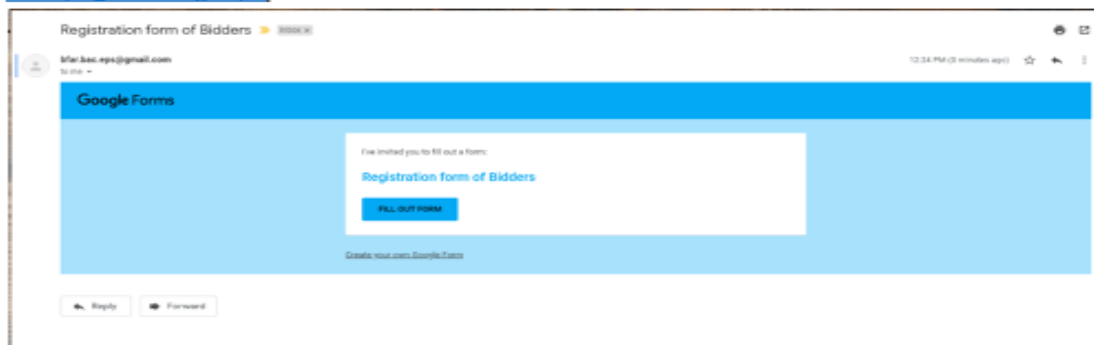 Registration form of Bidders
Inbox x
bfar.bac.eps@gmail.com
12:34 PM (0 minutes ago)
to me
Google Forms
I've invited you to fill out a form:
Registration form of Bidders
FILL OUT FORM
Create your own Google Form
Reply
Forward